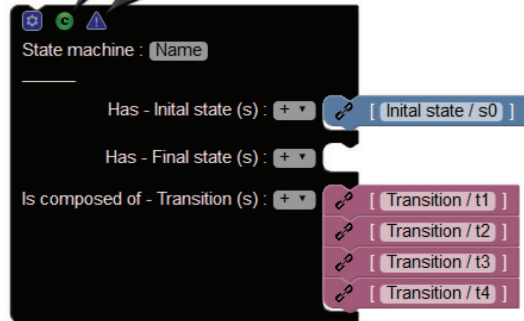 State machine : Name
Has - Inital state (s) : + ▼ [ Inital state / s0 ]
Has - Final state (s) : + ▼
Is composed of - Transition (s) : + ▼ [ Transition / t1 ]
[ Transition / t2 ]
[ Transition / t3 ]
[ Transition / t4 ]